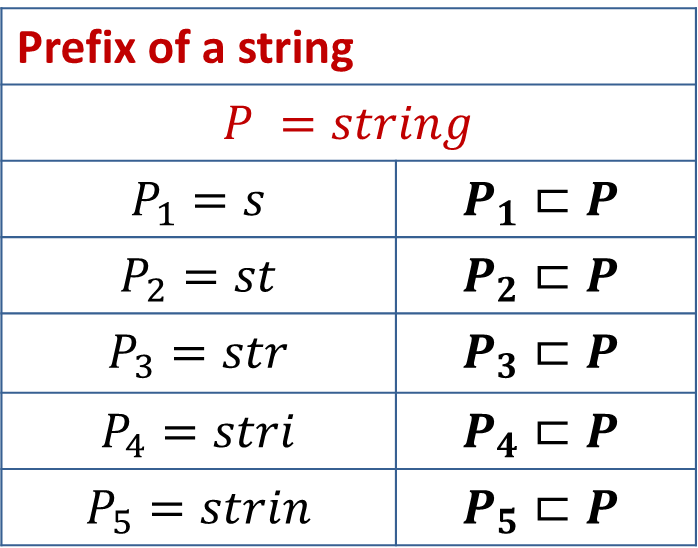 Prefix of a string
P = string
P₁ = s P₁ ⊏ P
P₂ = st P₂ ⊏ P
P₃ = str P₃ ⊏ P
P₄ = stri P₄ ⊏ P
P₅ = strin P₅ ⊏ P